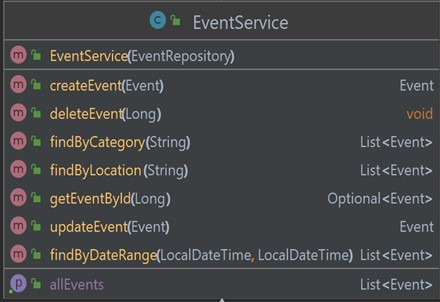 C EventService
m EventService(EventRepository)
m createEvent(Event) Event
m deleteEvent(Long) void
m findByCategory(String) List<Event>
m findByLocation(String) List<Event>
m getEventById(Long) Optional<Event>
m updateEvent(Event) Event
m findByDateRange(LocalDateTime, LocalDateTime) List<Event>
p allEvents List<Event>